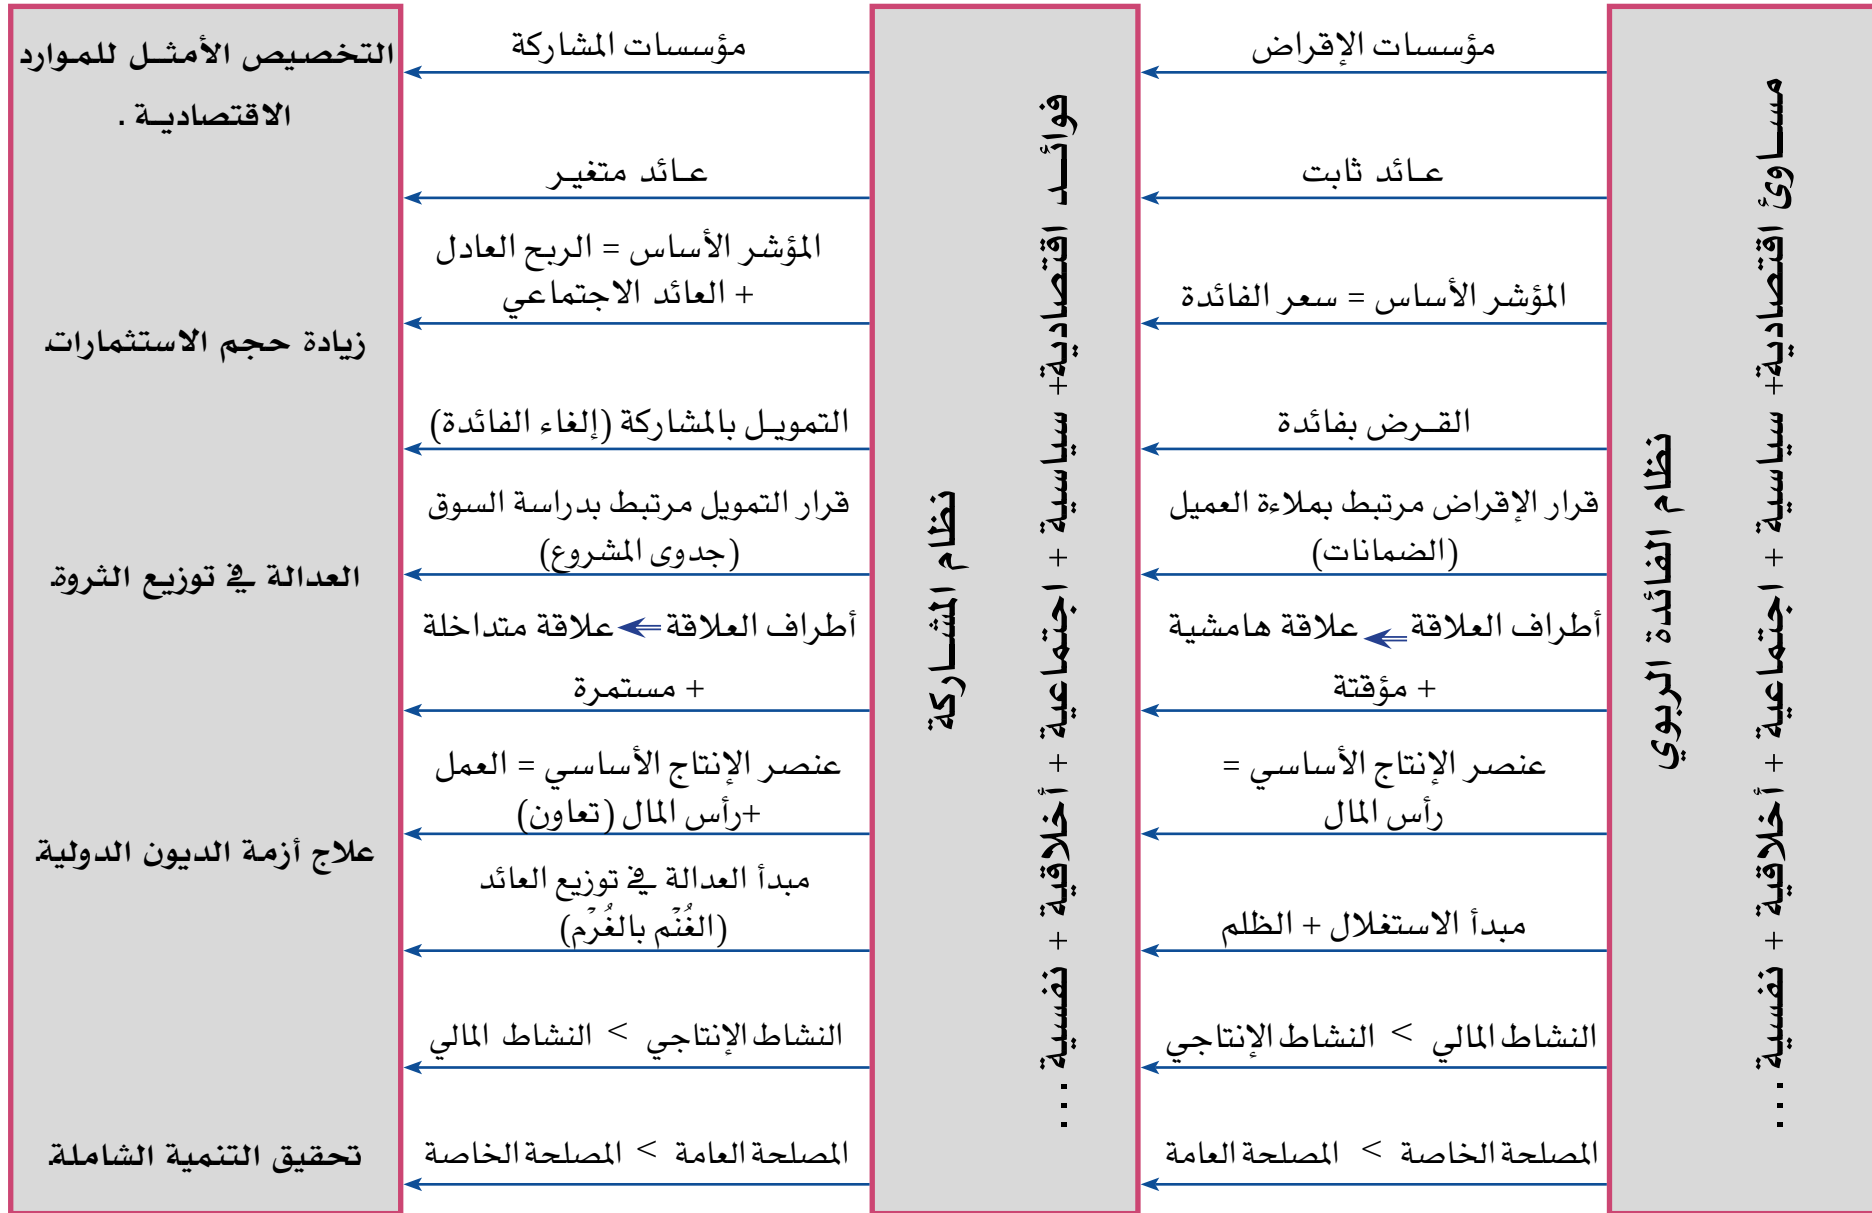 مساوئ اقتصادية+ سياسية + اجتماعية + أخلاقية + نفسية ....
نظام الفائدة الربوي
مؤسسات الإقراض
عائد ثابت
المؤشر الأساس = سعر الفائدة
القرض بفائدة
قرار الإقراض مرتبط بملاءة العميل
(الضمانات)
أطراف العلاقة ⇐ علاقة هامشية
+ مؤقتة
عنصر الإنتاج الأساسي =
رأس المال
مبدأ الاستغلال + الظلم
النشاط المالي > النشاط الإنتاجي
المصلحة الخاصة > المصلحة العامة
فوائد اقتصادية+ سياسية + اجتماعية + أخلاقية + نفسية ....
نظام المشاركة
مؤسسات المشاركة
عائد متغير
المؤشر الأساس = الربح العادل
+ العائد الاجتماعي
التمويل بالمشاركة (إلغاء الفائدة)
قرار التمويل مرتبط بدراسة السوق
(جدوى المشروع)
أطراف العلاقة ⇐ علاقة متداخلة
+ مستمرة
عنصر الإنتاج الأساسي = العمل
+رأس المال (تعاون)
مبدأ العدالة في توزيع العائد
(الغُنْم بالغُرْم)
النشاط الإنتاجي > النشاط المالي
المصلحة العامة > المصلحة الخاصة
التخصيص الأمثل للموارد
الاقتصادية .
زيادة حجم الاستثمارات
العدالة في توزيع الثروة
علاج أزمة الديون الدولية
تحقيق التنمية الشاملة